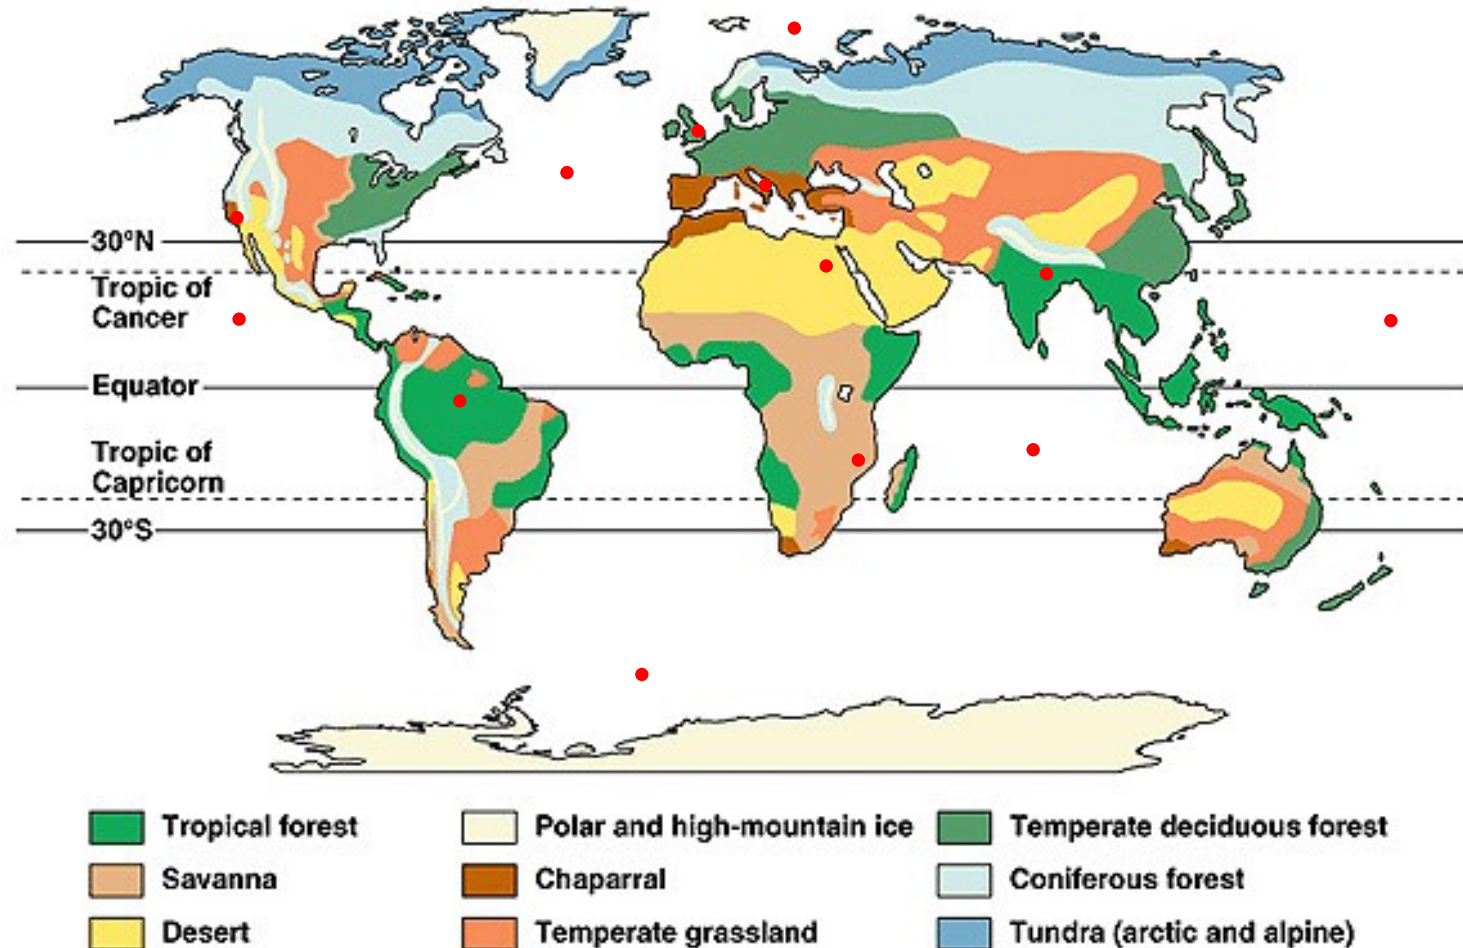 30°N
Tropic of
Cancer
Equator
Tropic of
Capricorn
30°S
Tropical forest
Polar and high-mountain ice
Temperate deciduous forest
Savanna
Chaparral
Coniferous forest
Desert
Temperate grassland
Tundra (arctic and alpine)